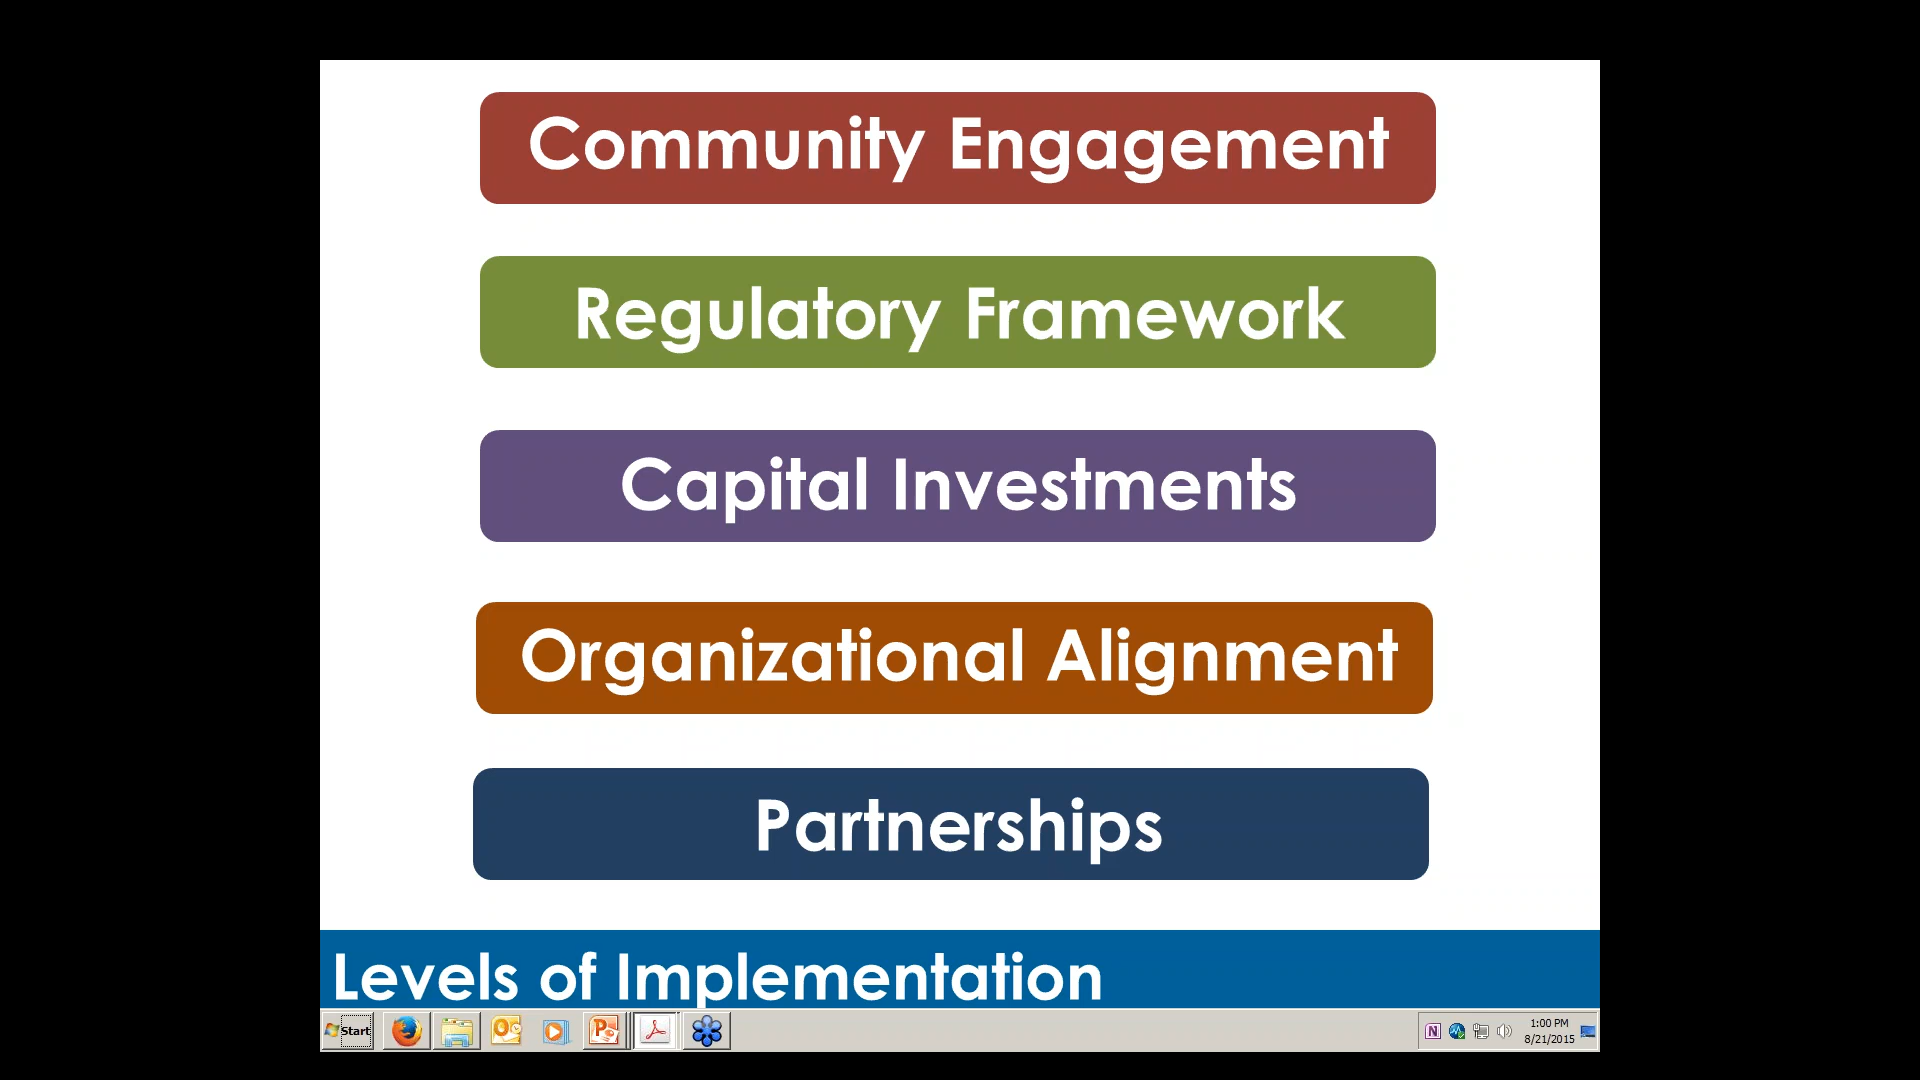 Community Engagement
Regulatory Framework
Capital Investments
Organizational Alignment
Partnerships
Levels of Implementation
Start
1:00 PM
8/21/2015